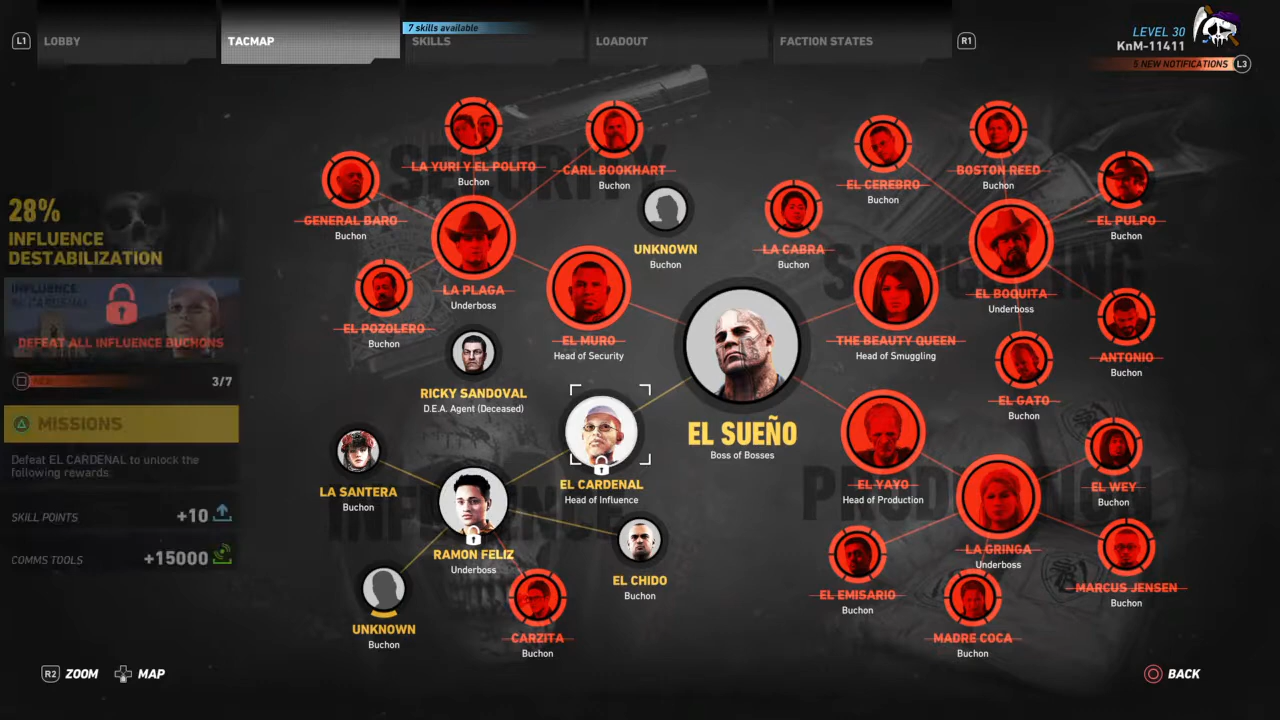 L1
LOBBY
TACMAP
7 skills available
SKILLS
LOADOUT
FACTION STATES
R1
LEVEL 30
KnM-11411
5 NEW NOTIFICATIONS
L3
SECURITY
SMUGGLING
INFLUENCE
PRODUCTION
28%
INFLUENCE
DESTABILIZATION
INFLUENCE
EL CARDENAL
DEFEAT ALL INFLUENCE BUCHONS
3/7
MISSIONS
Defeat EL CARDENAL to unlock the
following rewards:
SKILL POINTS
+10
COMMS TOOLS
+15000
LA YURI Y EL POLITO
Buchon
CARL BOOKHART
Buchon
GENERAL BARO
Buchon
UNKNOWN
Buchon
LA PLAGA
Underboss
EL POZOLERO
Buchon
EL MURO
Head of Security
EL CEREBRO
Buchon
BOSTON REED
Buchon
EL PULPO
Buchon
LA CABRA
Buchon
EL BOQUITA
Underboss
THE BEAUTY QUEEN
Head of Smuggling
ANTONIO
Buchon
EL GATO
Buchon
RICKY SANDOVAL
D.E.A. Agent (Deceased)
EL SUEÑO
Boss of Bosses
EL CARDENAL
Head of Influence
LA SANTERA
Buchon
RAMON FELIZ
Underboss
EL CHIDO
Buchon
UNKNOWN
Buchon
CARZITA
Buchon
EL YAYO
Head of Production
EL WEY
Buchon
LA GRINGA
Underboss
EL EMISARIO
Buchon
MARCUS JENSEN
Buchon
MADRE COCA
Buchon
R2
ZOOM
MAP
BACK